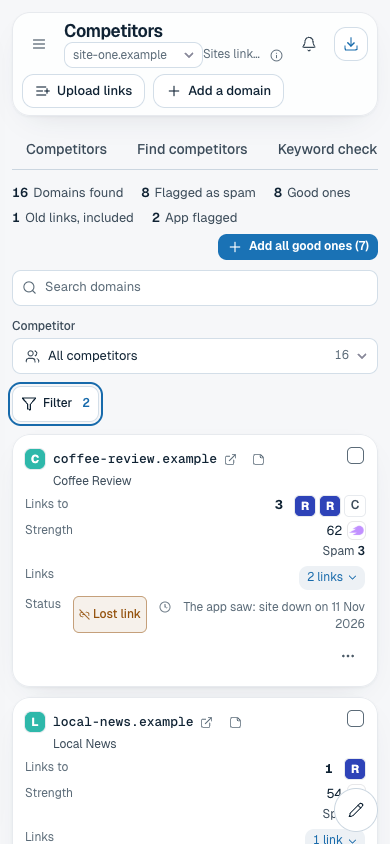 Competitors
site-one.example
Sites link…
Upload links
Add a domain
Competitors Find competitors Keyword check
16 Domains found 8 Flagged as spam 8 Good ones
1 Old links, included 2 App flagged
Add all good ones (7)
Search domains
Competitor
All competitors 16
Filter 2
C coffee-review.example
Coffee Review
Links to 3 R R C
Strength 62
Spam 3
Links 2 links
Status Lost link The app saw: site down on 11 Nov
2026
L local-news.example
Local News
Links to 1 R
Strength 54
Links 1 link